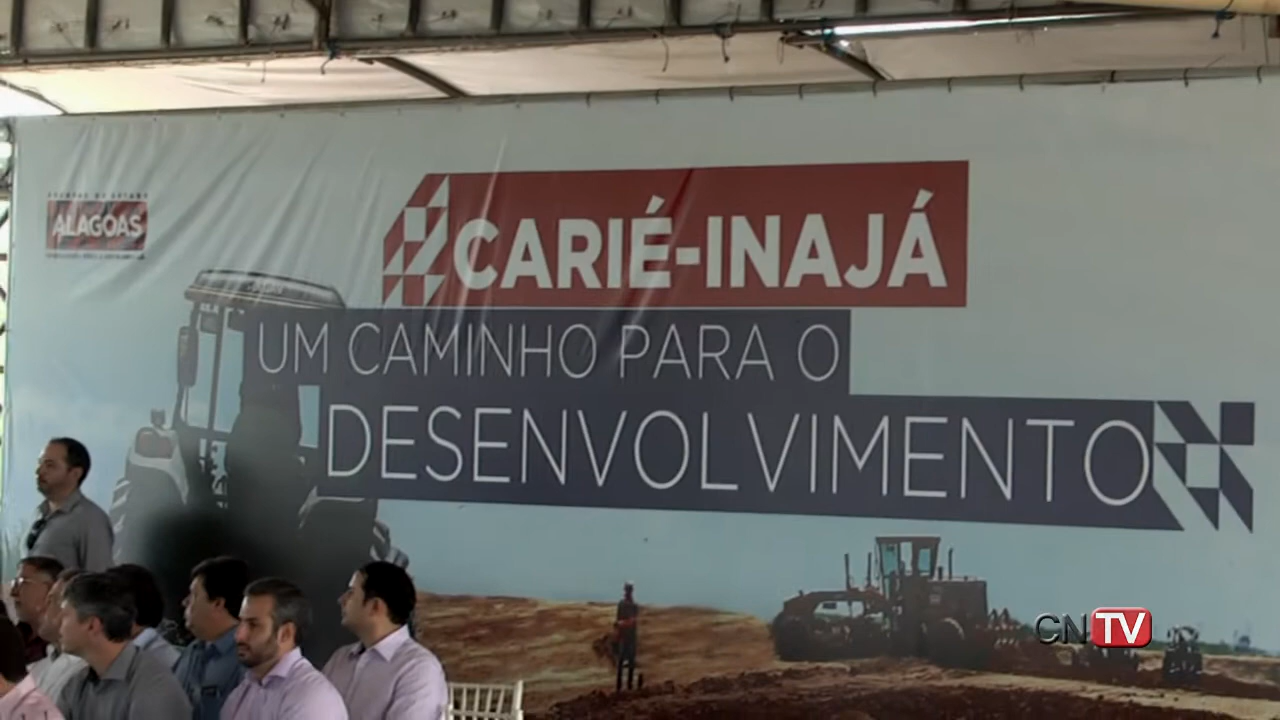 ALAGOAS
CARIÉ-INAJÁ
UM CAMINHO PARA O
DESENVOLVIMENTO
CNTV